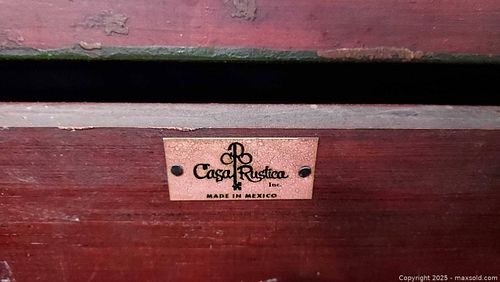 CR
Casa Rustica
Inc.
MADE IN MEXICO
Copyright 2025 - maxsold.com